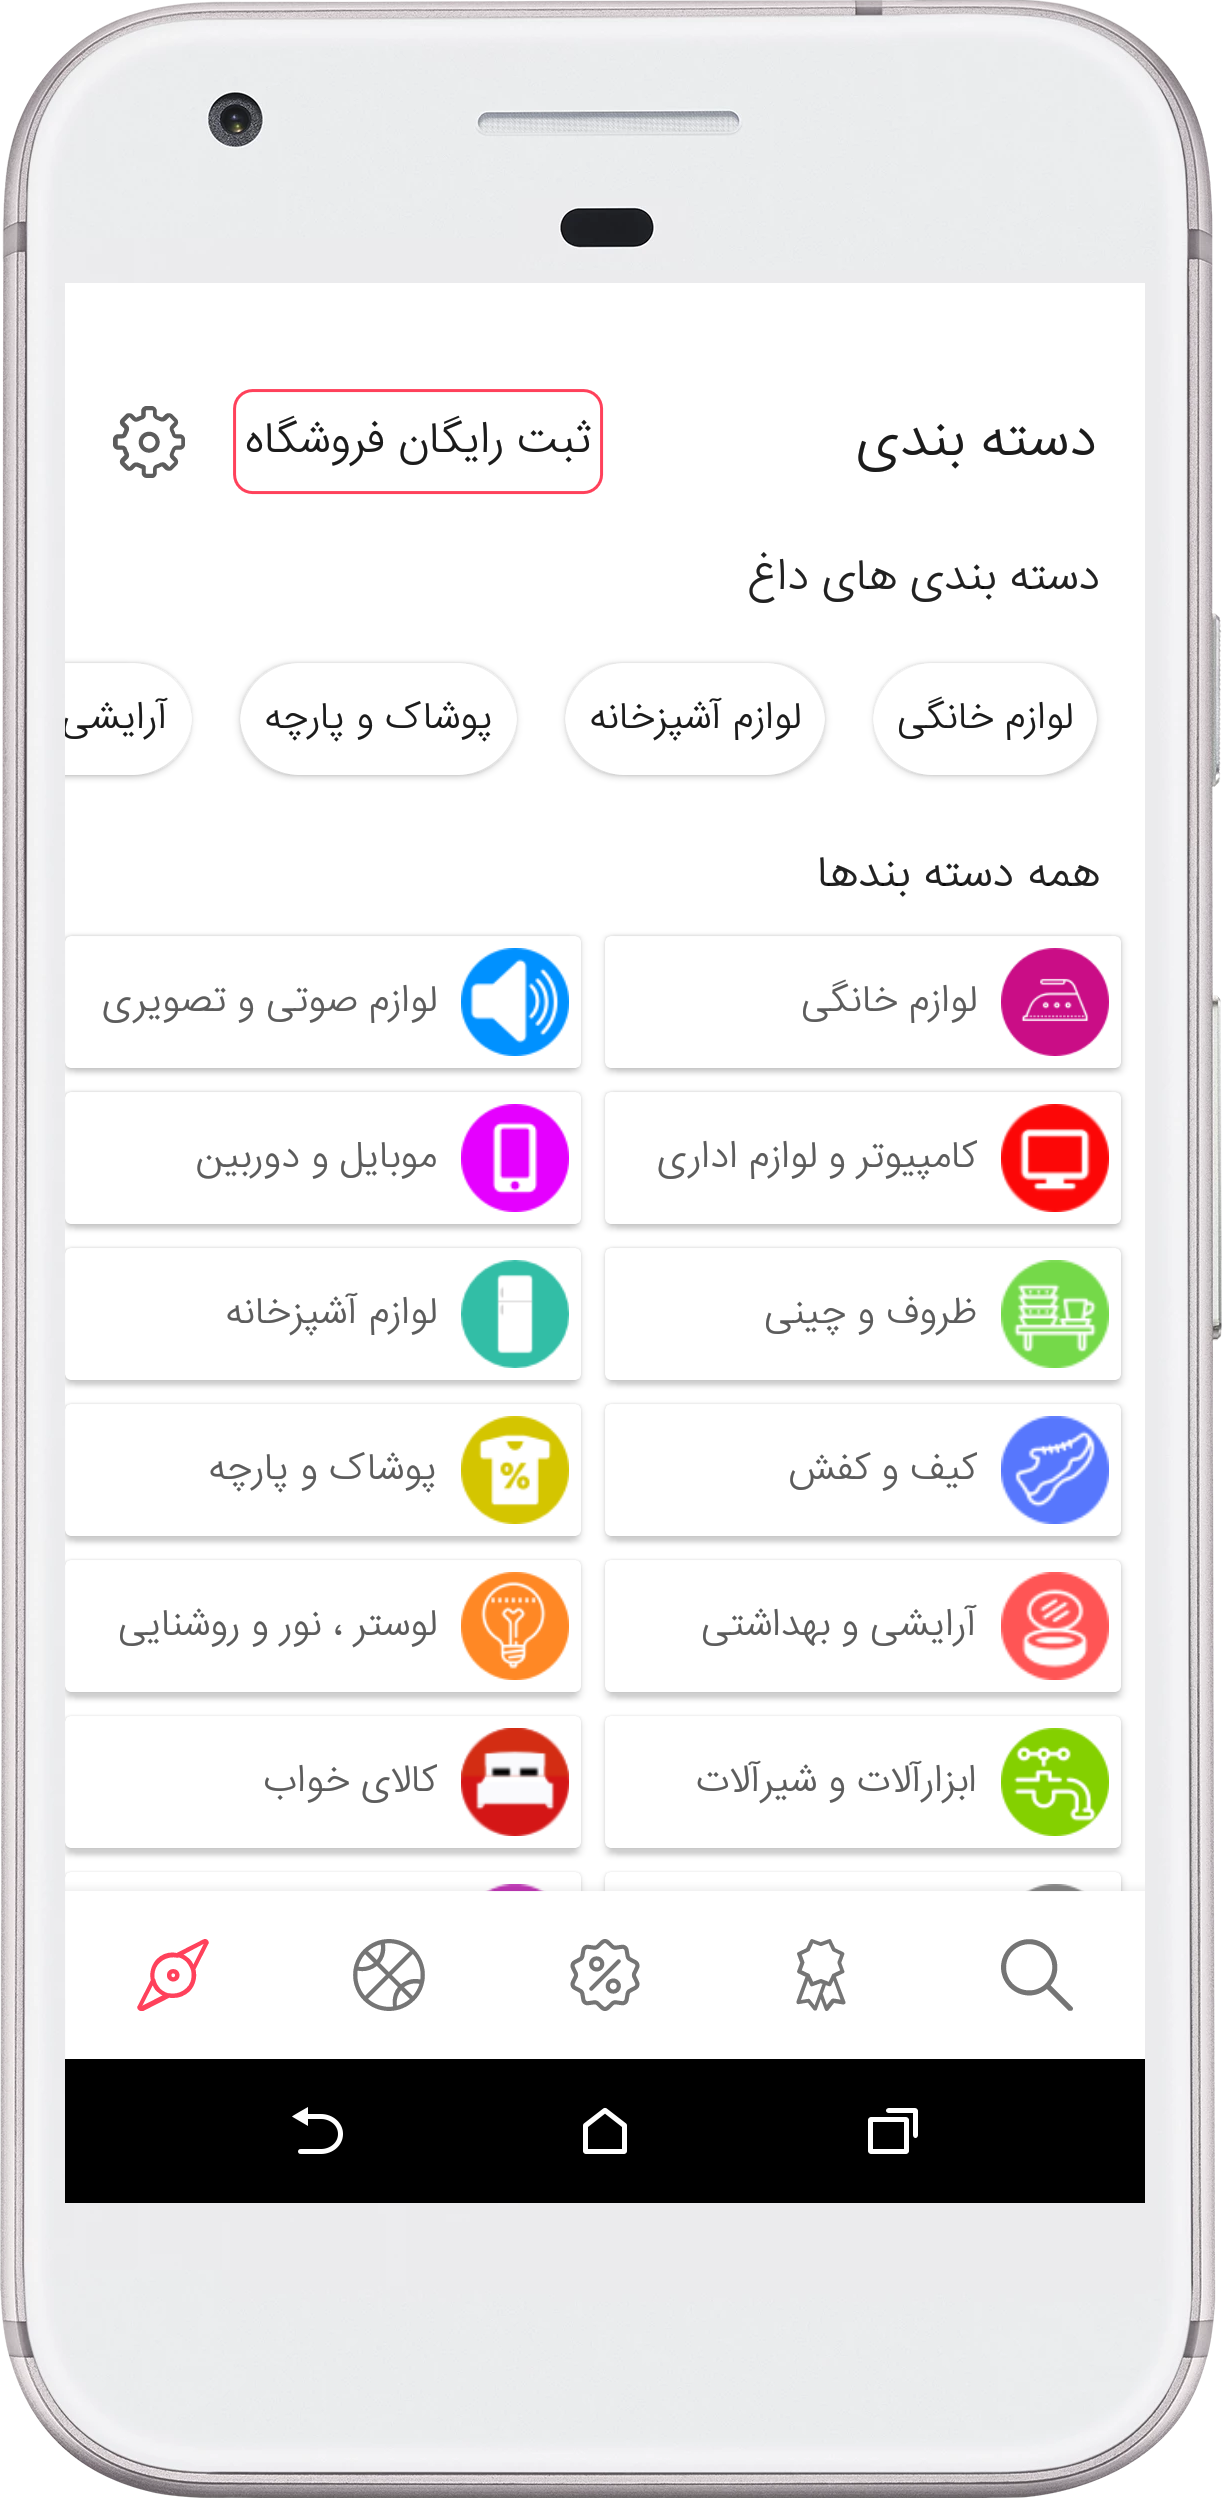 دسته بندی
ثبت رایگان فروشگاه
دسته بندی های داغ
لوازم خانگی
لوازم آشپزخانه
پوشاک و پارچه
آرایشی
همه دسته بندها
لوازم خانگی
لوازم صوتی و تصویری
کامپیوتر و لوازم اداری
موبایل و دوربین
ظروف و چینی
لوازم آشپزخانه
کیف و کفش
پوشاک و پارچه
آرایشی و بهداشتی
لوستر ، نور و روشنایی
ابزارآلات و شیرآلات
کالای خواب